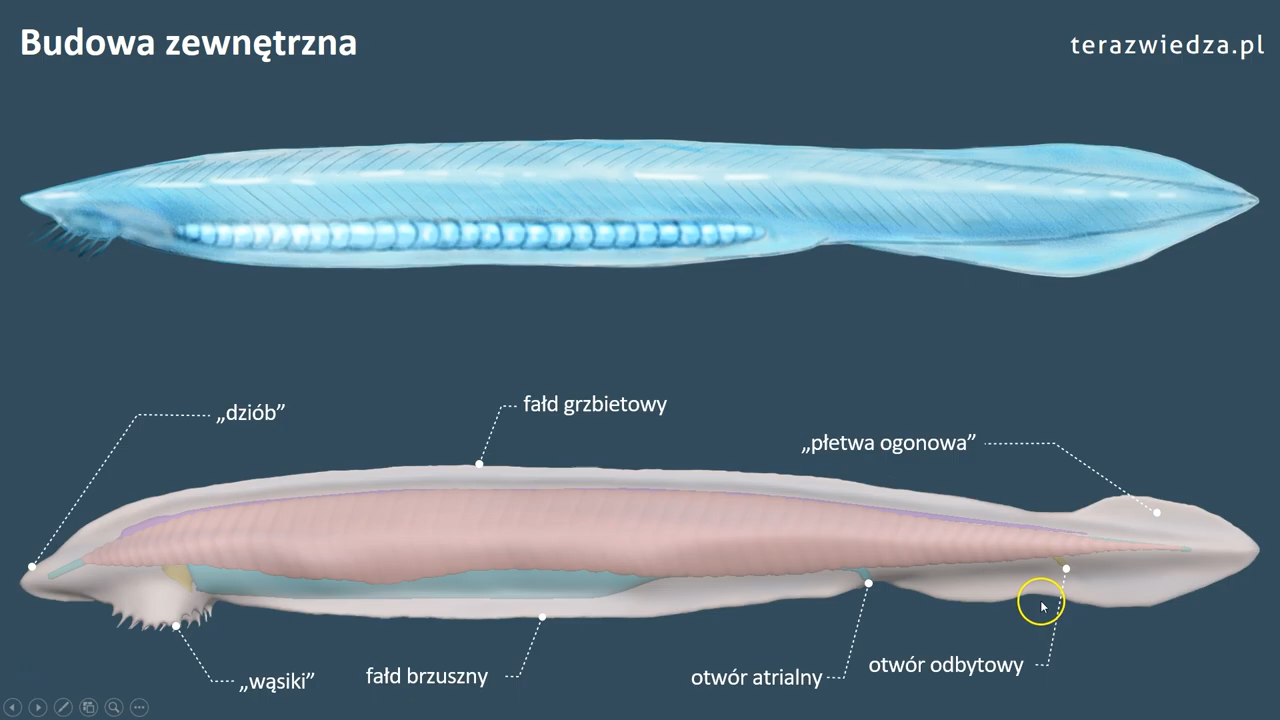 Budowa zewnętrzna
terazwiedza.pl
„dziób”
fałd grzbietowy
„płetwa ogonowa”
„wąsiki”
fałd brzuszny
otwór atrialny
otwór odbytowy